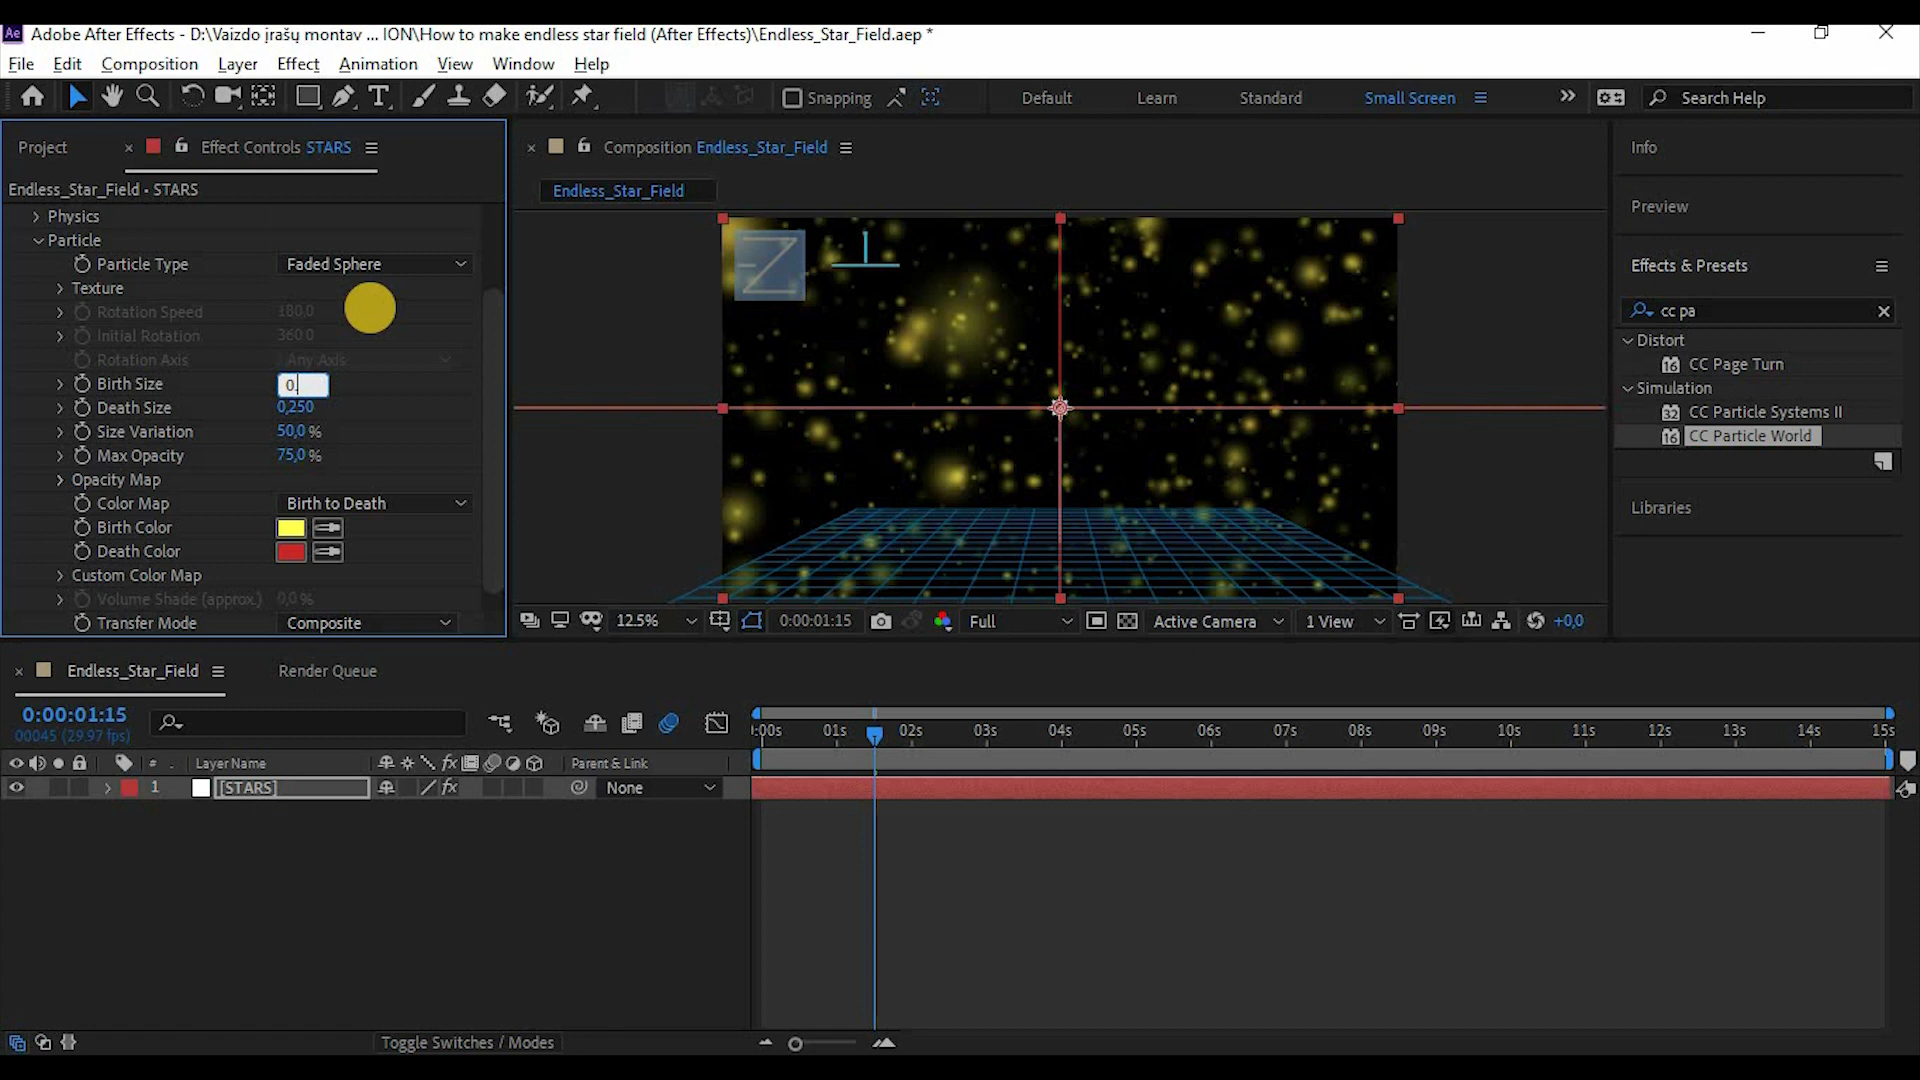 Ae Adobe After Effects - D:\Vaizdo įrašų montav ... ION\How to make endless star field (After Effects)\Endless_Star_Field.aep *
File Edit Composition Layer Effect Animation View Window Help
Snapping Default Learn Standard Small Screen Search Help
Project Effect Controls STARS
Endless_Star_Field • STARS
Physics
Particle
Particle Type Faded Sphere
Texture
Rotation Speed 180,0
Initial Rotation 360,0
Rotation Axis Any Axis
Birth Size 0.
Death Size 0,250
Size Variation 50,0 %
Max Opacity 75,0 %
Opacity Map
Color Map Birth to Death
Birth Color
Death Color
Custom Color Map
Volume Shade (approx.) 0,0 %
Transfer Mode Composite
Composition Endless_Star_Field
Endless_Star_Field
Z
12.5% 0:00:01:15 Full Active Camera 1 View +0,0
Info
Preview
Effects & Presets
cc pa
Distort
16 CC Page Turn
Simulation
32 CC Particle Systems II
16 CC Particle World
Libraries
Endless_Star_Field Render Queue
0:00:01:15
00045 (29.97 fps)
:00s 01s 02s 03s 04s 05s 06s 07s 08s 09s 10s 11s 12s 13s 14s 15s
# . Layer Name fx Parent & Link
1 [STARS] fx None
Toggle Switches / Modes